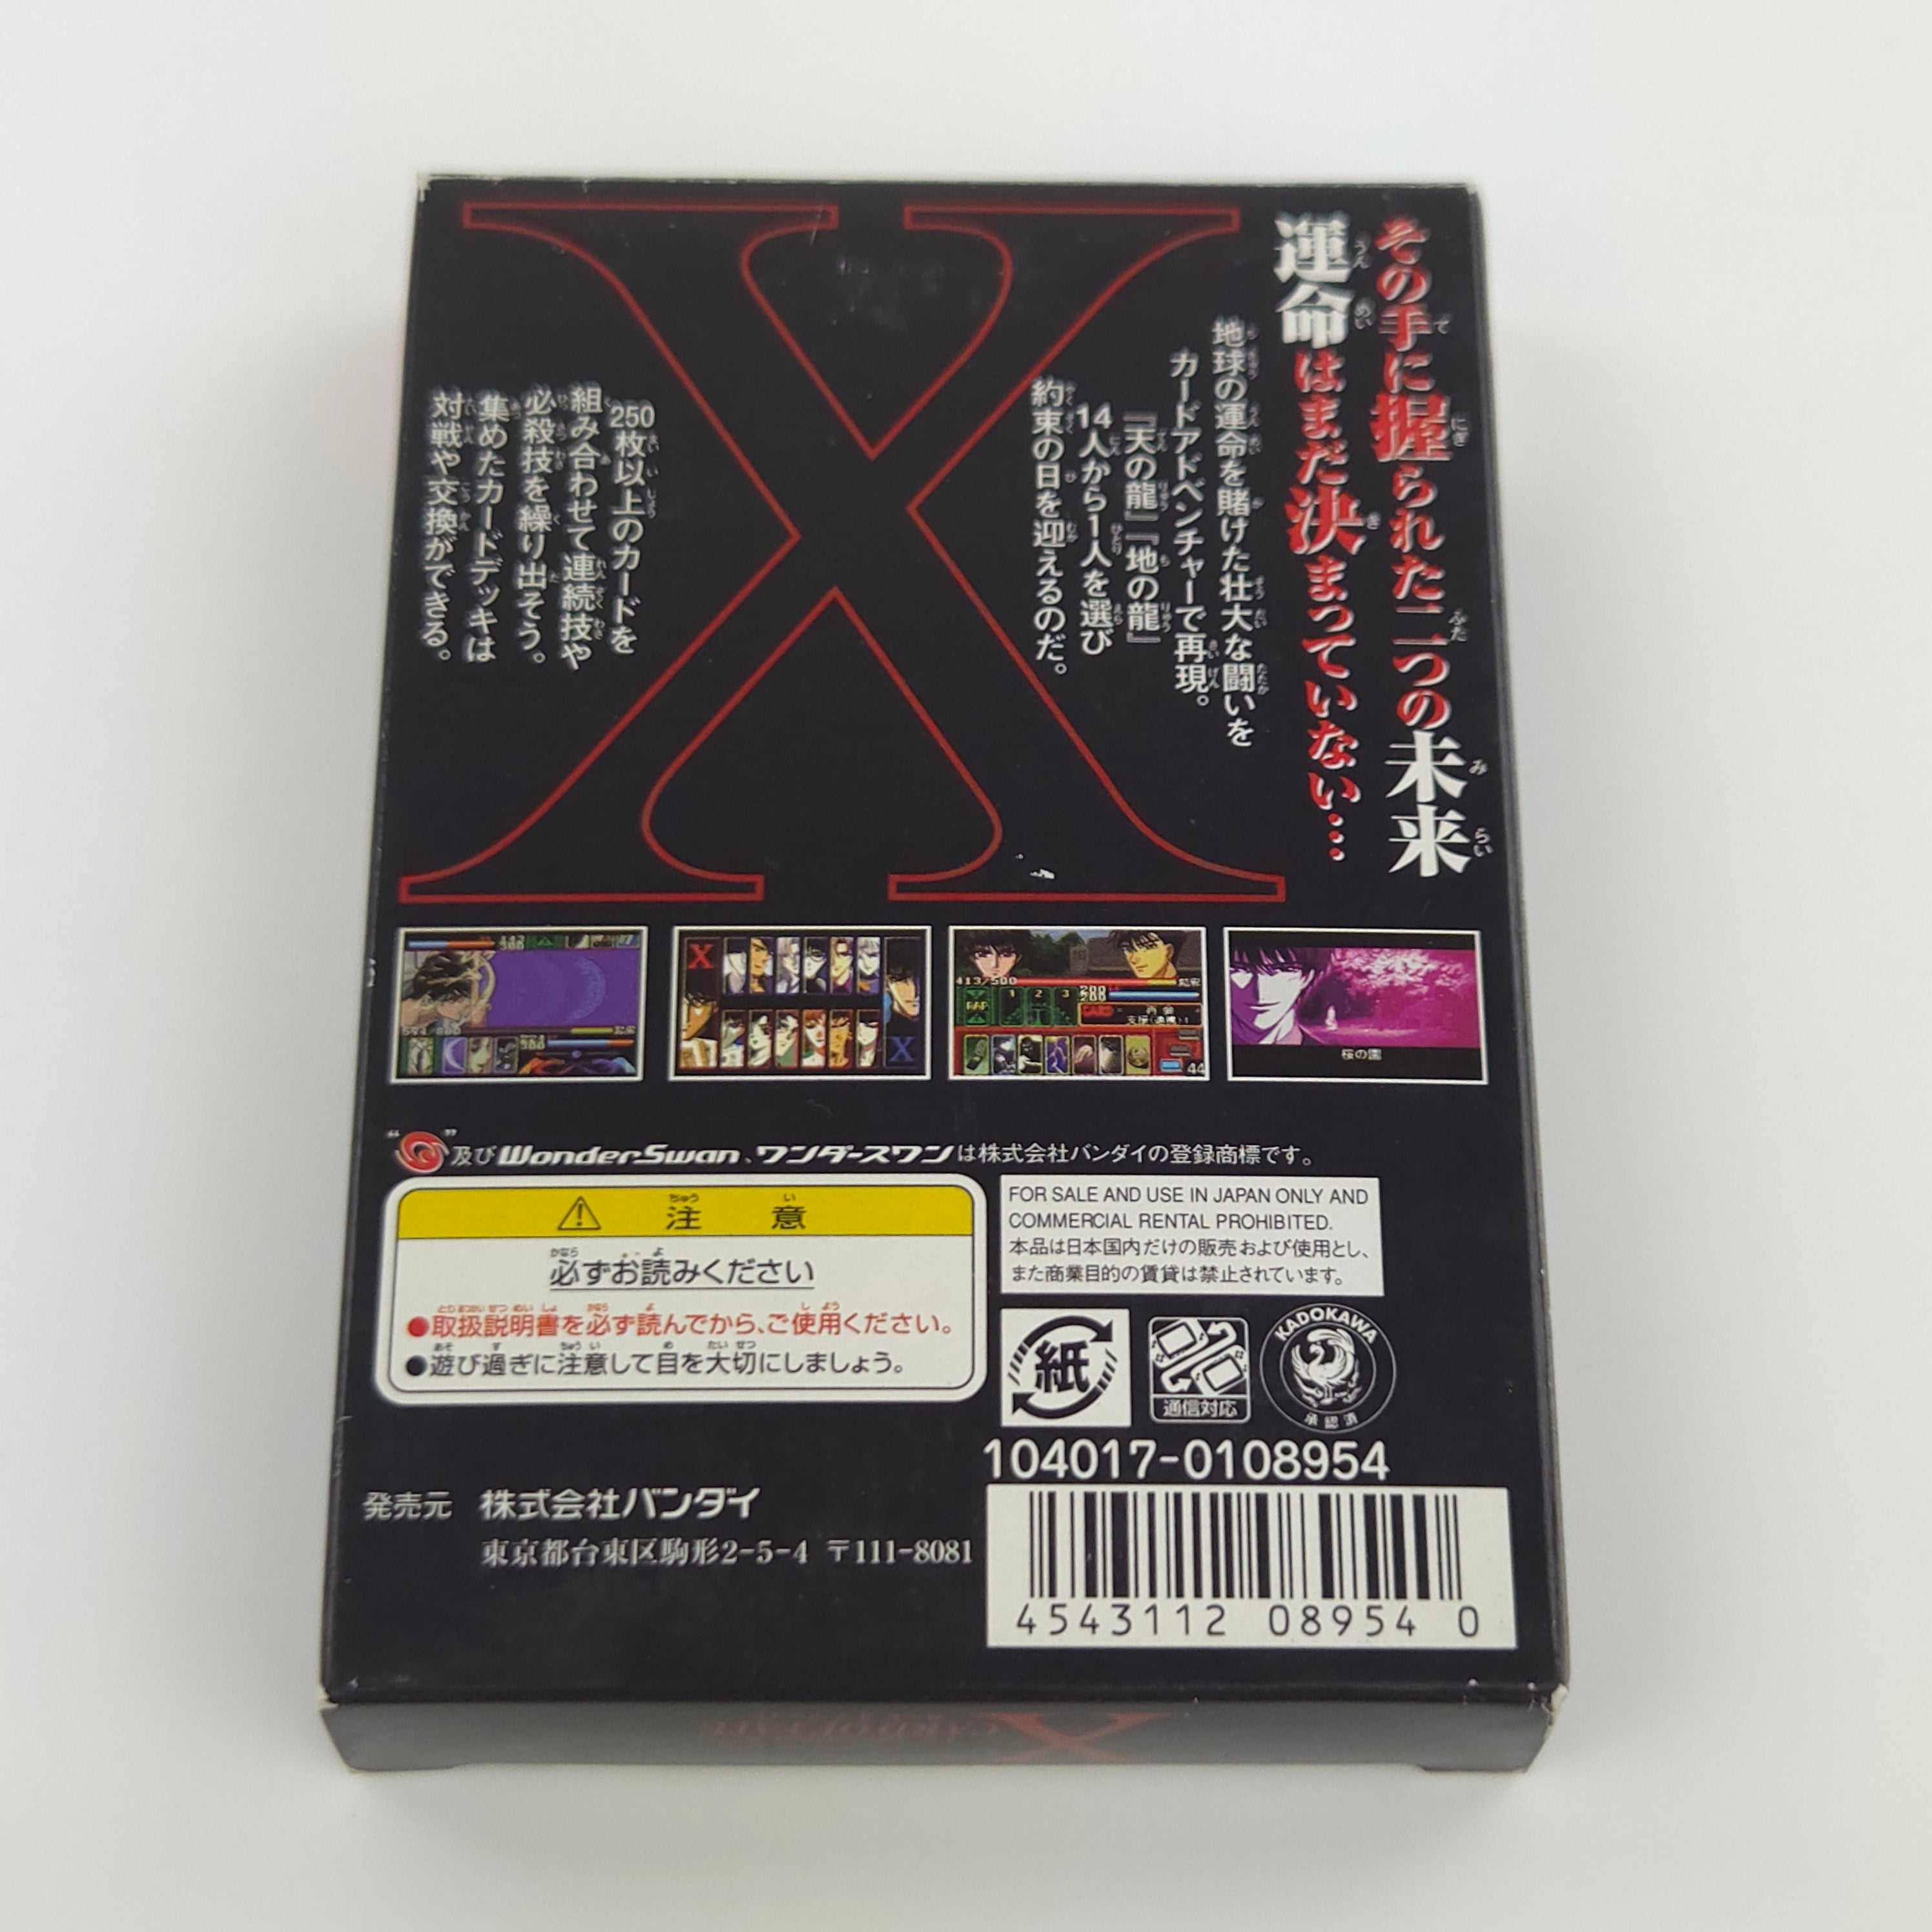 その手に握られた二つの未来
運命はまだ決まっていない…
地球の運命を賭けた壮大な闘いを
カードアドベンチャーで再現。
『天の龍』『地の龍』
14人から1人を選び
約束の日を迎えるのだ。
250枚以上のカードを
組み合わせて連続技や
必殺技を繰り出そう。
集めたカードデッキは
対戦や交換ができる。
X
X
413/500
1 2 3
200
200
CARD
44
桜の園
及びWonderSwan、ワンダースワンは株式会社バンダイの登録商標です。
注意
必ずお読みください
●取扱説明書を必ず読んでから、ご使用ください。
●遊び過ぎに注意して目を大切にしましょう。
FOR SALE AND USE IN JAPAN ONLY AND
COMMERCIAL RENTAL PROHIBITED.
本品は日本国内だけの販売および使用とし、
また商業目的の賃貸は禁止されています。
紙
通信対応
KADOKAWA
承認済
104017-0108954
発売元 株式会社バンダイ
東京都台東区駒形2-5-4 〒111-8081
4543112 08954 0
X
CARD OF FATE